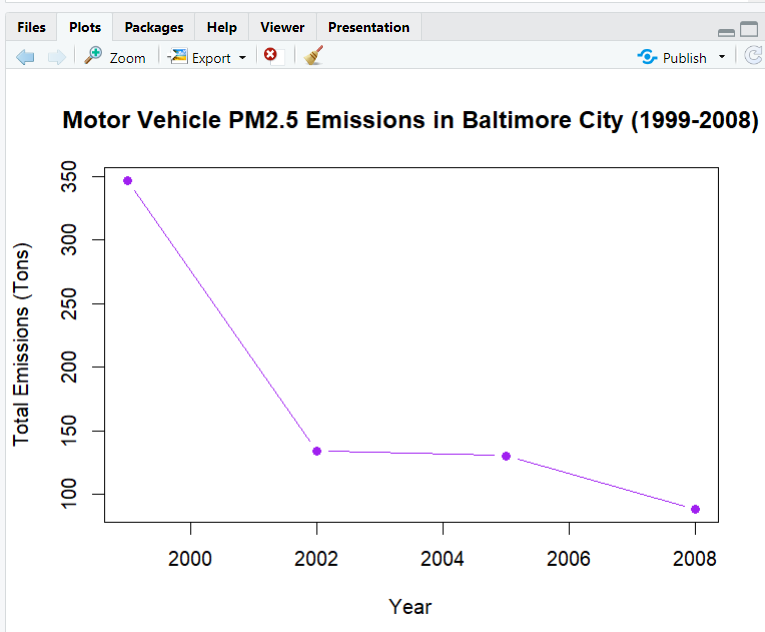 Files Plots Packages Help Viewer Presentation
Zoom Export Publish
Motor Vehicle PM2.5 Emissions in Baltimore City (1999-2008)
Total Emissions (Tons)
350
300
250
200
150
100
2000 2002 2004 2006 2008
Year